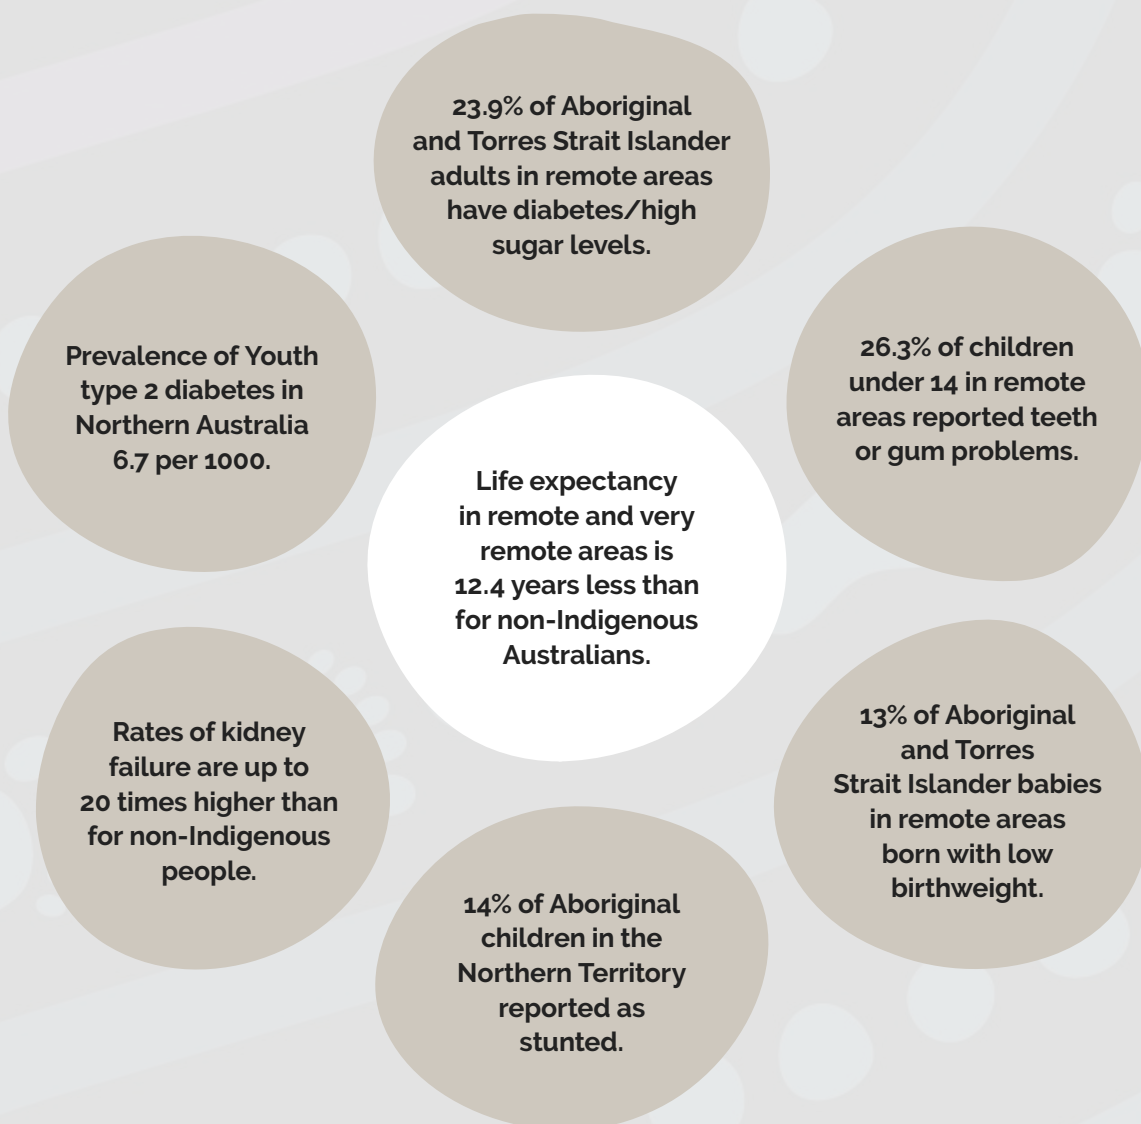 23.9% of Aboriginal
and Torres Strait Islander
adults in remote areas
have diabetes/high
sugar levels.
Prevalence of Youth
type 2 diabetes in
Northern Australia
6.7 per 1000.
26.3% of children
under 14 in remote
areas reported teeth
or gum problems.
Life expectancy
in remote and very
remote areas is
12.4 years less than
for non-Indigenous
Australians.
Rates of kidney
failure are up to
20 times higher than
for non-Indigenous
people.
13% of Aboriginal
and Torres
Strait Islander babies
in remote areas
born with low
birthweight.
14% of Aboriginal
children in the
Northern Territory
reported as
stunted.